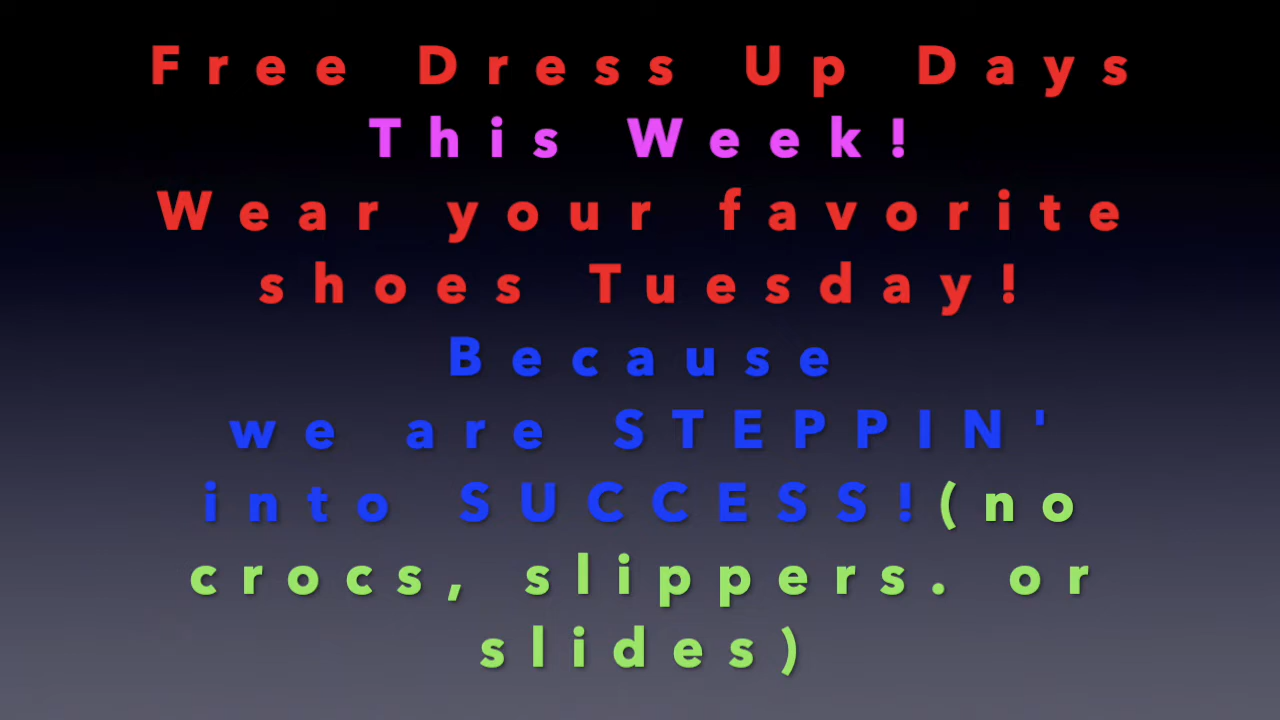 Free Dress Up Days
This Week!
Wear your favorite
shoes Tuesday!
Because
we are STEPPIN'
into SUCCESS!(no
crocs, slippers. or
slides)